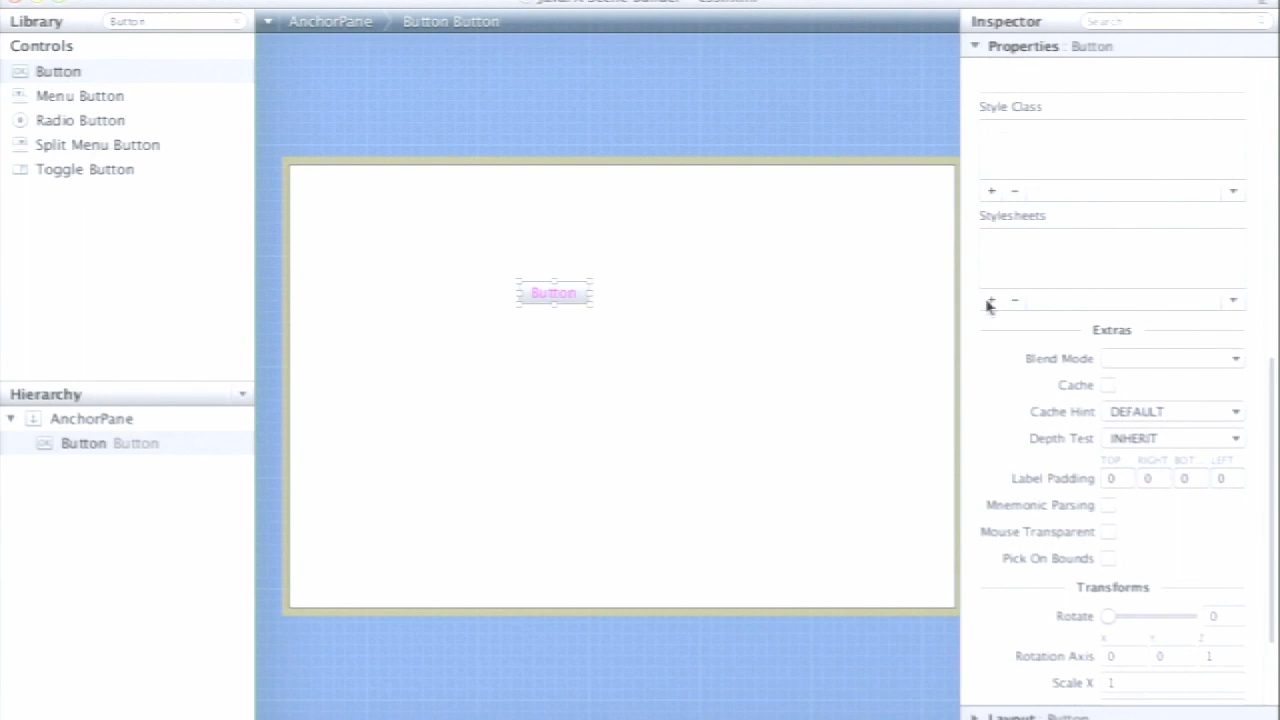 Library
Button
AnchorPane
Button Button
Inspector
Search
Controls
Properties : Button
Button
Menu Button
Radio Button
Split Menu Button
Toggle Button
Style Class
+ -
Stylesheets
+ -
Button
Extras
Blend Mode
Cache
Cache Hint DEFAULT
Depth Test INHERIT
TOP RIGHT BOT LEFT
Label Padding 0 0 0 0
Mnemonic Parsing
Mouse Transparent
Pick On Bounds
Transforms
Rotate 0
X Y Z
Rotation Axis 0 0 1
Scale X 1
Layout : Button
Hierarchy
AnchorPane
Button Button